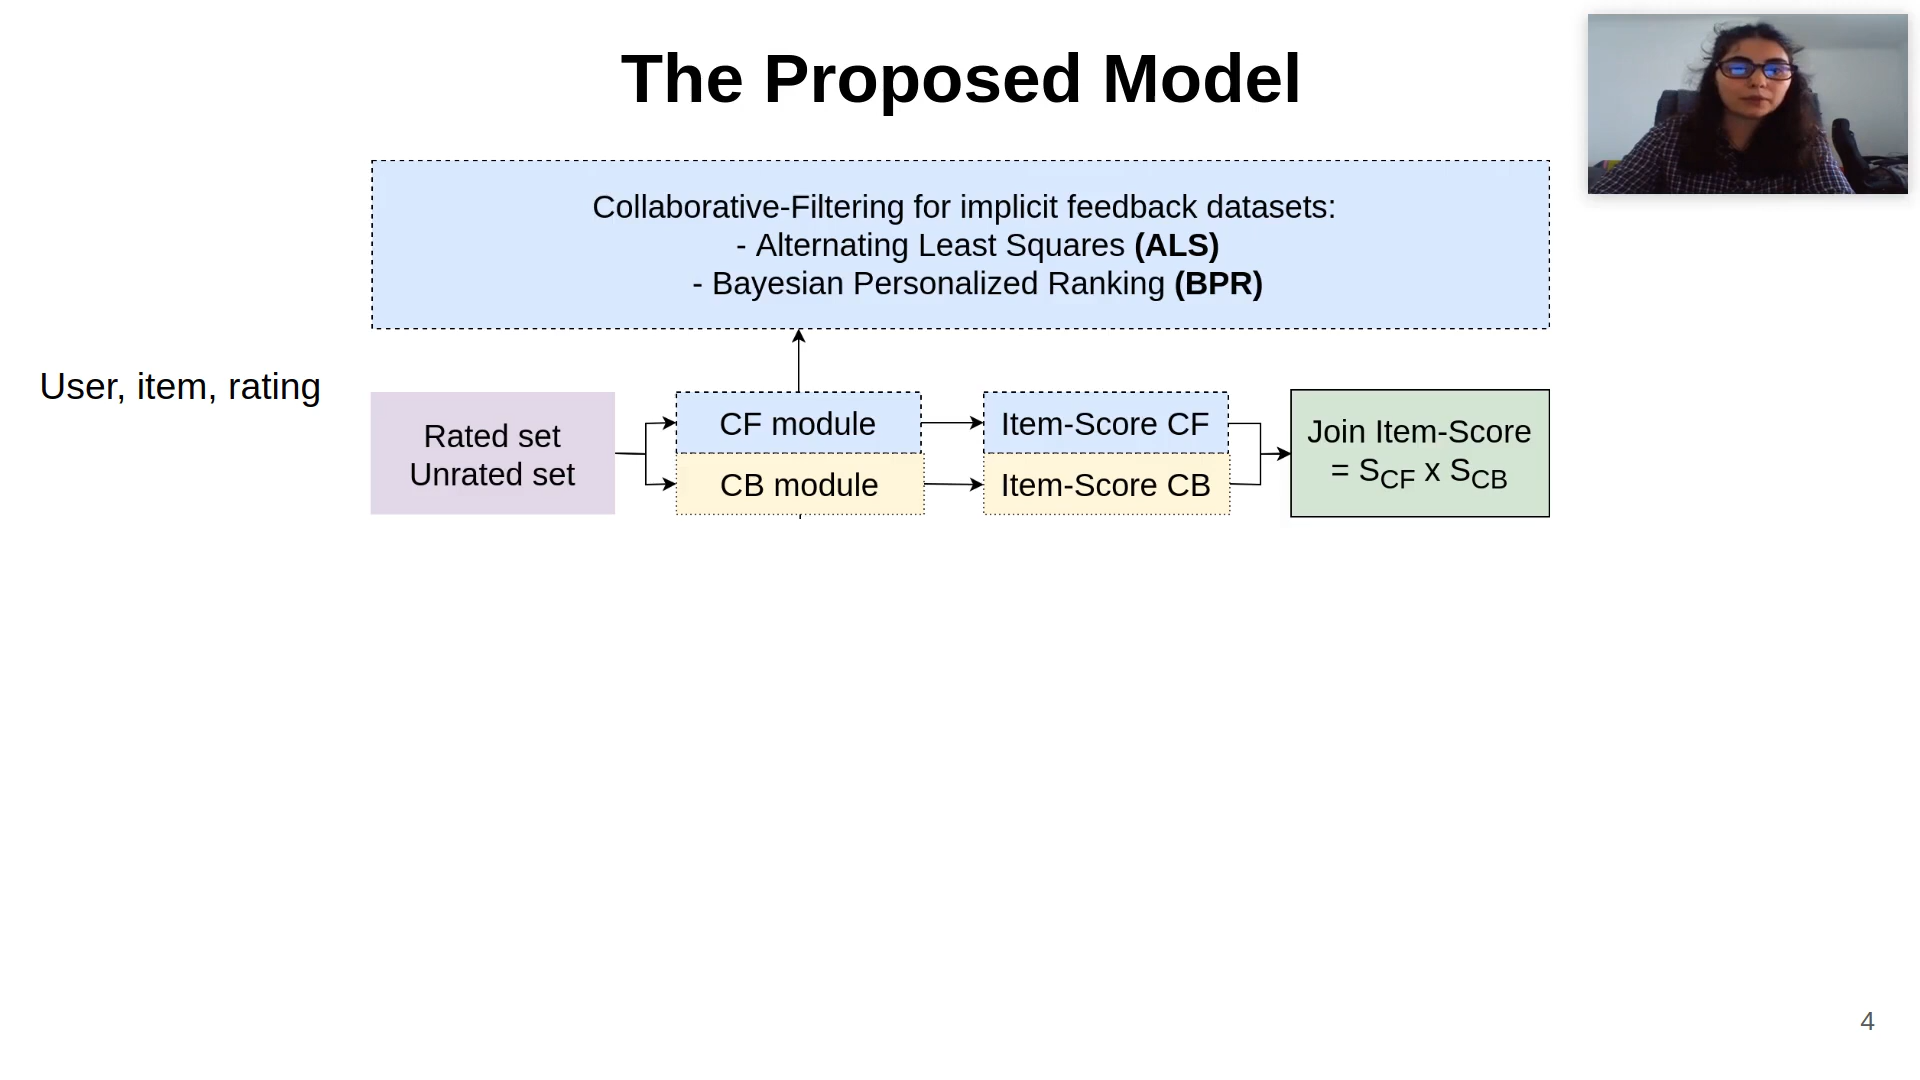 The Proposed Model
Collaborative-Filtering for implicit feedback datasets:
- Alternating Least Squares (ALS)
- Bayesian Personalized Ranking (BPR)
User, item, rating
Rated set
Unrated set
CF module
CB module
Item-Score CF
Item-Score CB
Join Item-Score
= SCF x SCB
4